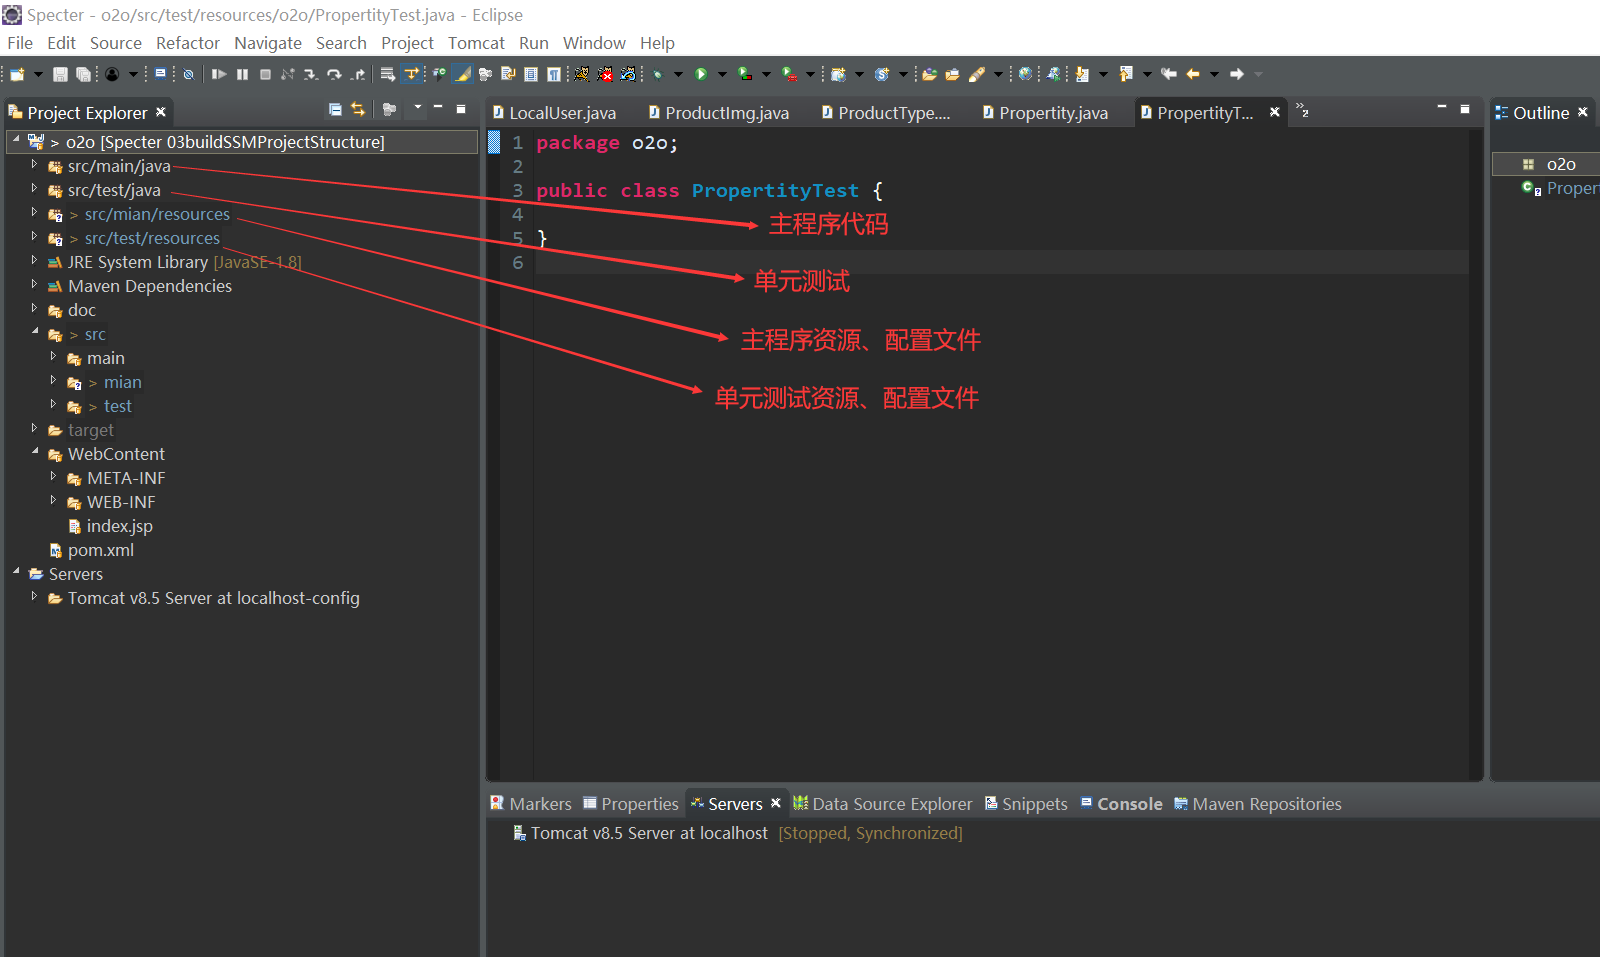 Specter - o2o/src/test/resources/o2o/PropertityTest.java - Eclipse
File Edit Source Refactor Navigate Search Project Tomcat Run Window Help
Project Explorer
LocalUser.java ProductImg.java ProductType.... Propertity.java PropertityT... 2
Outline
> o2o [Specter 03buildSSMProjectStructure]
src/main/java
src/test/java
> src/mian/resources
> src/test/resources
JRE System Library [JavaSE-1.8]
Maven Dependencies
doc
> src
main
> mian
> test
target
WebContent
META-INF
WEB-INF
index.jsp
pom.xml
Servers
Tomcat v8.5 Server at localhost-config
1 package o2o;
2
3 public class PropertityTest {
4
5 }
6
主程序代码
单元测试
主程序资源、配置文件
单元测试资源、配置文件
o2o
Proper
Markers Properties Servers Data Source Explorer Snippets Console Maven Repositories
Tomcat v8.5 Server at localhost [Stopped, Synchronized]